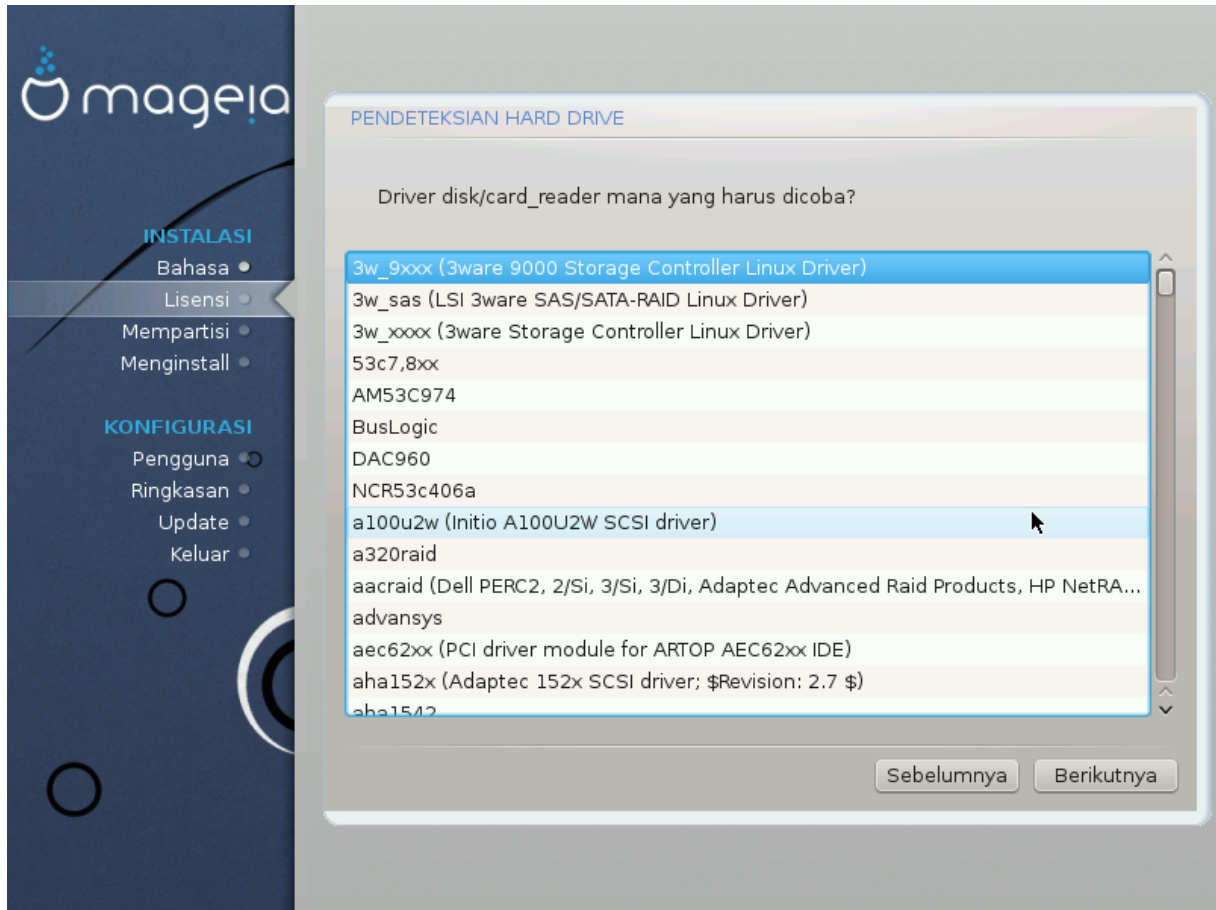 mageia
INSTALASI
Bahasa
Lisensi
Mempartisi
Menginstall
KONFIGURASI
Pengguna
Ringkasan
Update
Keluar
PENDETEKSIAN HARD DRIVE
Driver disk/card_reader mana yang harus dicoba?
3w_9xxx (3ware 9000 Storage Controller Linux Driver)
3w_sas (LSI 3ware SAS/SATA-RAID Linux Driver)
3w_xxxx (3ware Storage Controller Linux Driver)
53c7,8xx
AM53C974
BusLogic
DAC960
NCR53c406a
a100u2w (Initio A100U2W SCSI driver)
a320raid
aacraid (Dell PERC2, 2/Si, 3/Si, 3/Di, Adaptec Advanced Raid Products, HP NetRA...
advansys
aec62xx (PCI driver module for ARTOP AEC62xx IDE)
aha152x (Adaptec 152x SCSI driver; $Revision: 2.7 $)
aha1542
Sebelumnya
Berikutnya